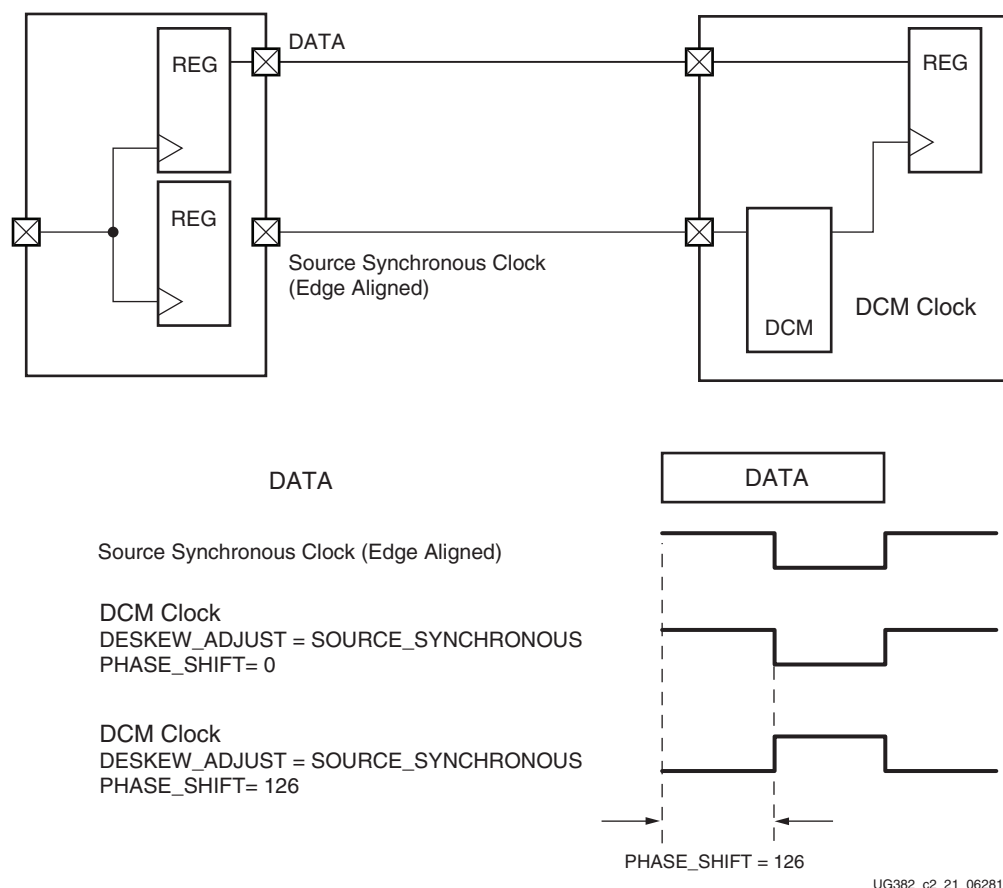 DATA
REG
REG
REG
Source Synchronous Clock
(Edge Aligned)
DCM
DCM Clock
DATA
DATA
Source Synchronous Clock (Edge Aligned)
DCM Clock
DESKEW_ADJUST = SOURCE_SYNCHRONOUS
PHASE_SHIFT= 0
DCM Clock
DESKEW_ADJUST = SOURCE_SYNCHRONOUS
PHASE_SHIFT= 126
PHASE_SHIFT = 126
UG382_c2_21_06281